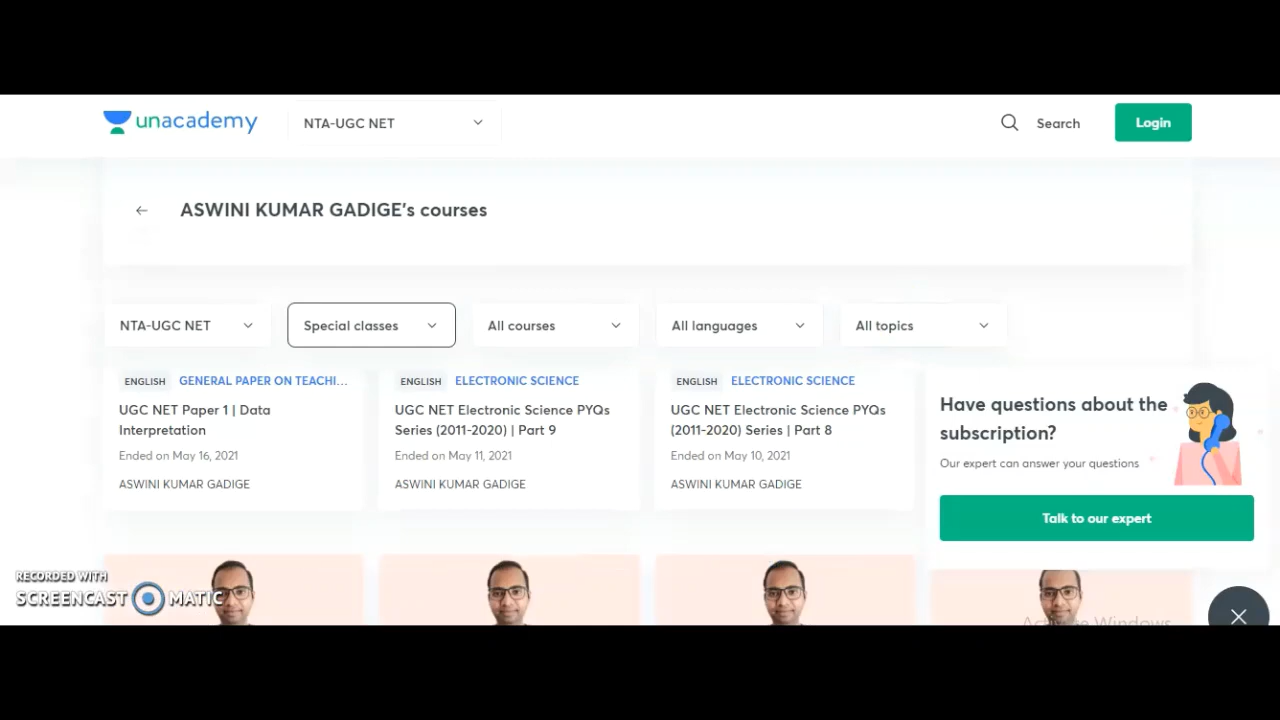 unacademy
NTA-UGC NET
Search
Login
ASWINI KUMAR GADIGE's courses
NTA-UGC NET
Special classes
All courses
All languages
All topics
ENGLISH GENERAL PAPER ON TEACHI...
UGC NET Paper 1 | Data
Interpretation
Ended on May 16, 2021
ASWINI KUMAR GADIGE
ENGLISH ELECTRONIC SCIENCE
UGC NET Electronic Science PYQs
Series (2011-2020) | Part 9
Ended on May 11, 2021
ASWINI KUMAR GADIGE
ENGLISH ELECTRONIC SCIENCE
UGC NET Electronic Science PYQs
(2011-2020) Series | Part 8
Ended on May 10, 2021
ASWINI KUMAR GADIGE
Have questions about the
subscription?
Our expert can answer your questions
Talk to our expert
RECORDED WITH
SCREENCAST MATIC
Activate Windows